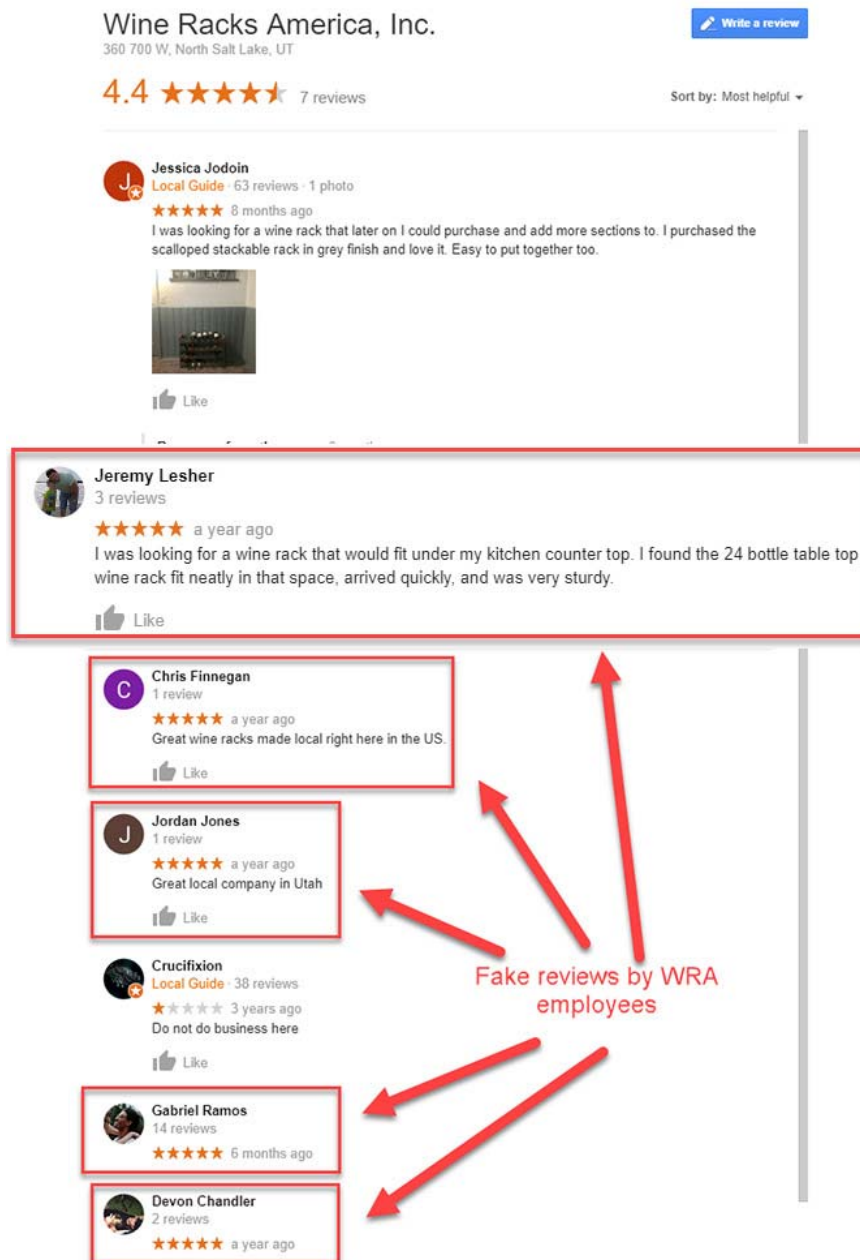 Wine Racks America, Inc.
360 700 W, North Salt Lake, UT
Write a review
4.4 7 reviews
Sort by: Most helpful
Jessica Jodoin
Local Guide · 63 reviews · 1 photo
8 months ago
I was looking for a wine rack that later on I could purchase and add more sections to. I purchased the
scalloped stackable rack in grey finish and love it. Easy to put together too.
Like
Jeremy Lesher
3 reviews
a year ago
I was looking for a wine rack that would fit under my kitchen counter top. I found the 24 bottle table top
wine rack fit neatly in that space, arrived quickly, and was very sturdy.
Like
C
Chris Finnegan
1 review
a year ago
Great wine racks made local right here in the US.
Like
J
Jordan Jones
1 review
a year ago
Great local company in Utah
Like
Crucifixion
Local Guide · 38 reviews
3 years ago
Do not do business here
Like
Fake reviews by WRA
employees
Gabriel Ramos
14 reviews
6 months ago
Devon Chandler
2 reviews
a year ago